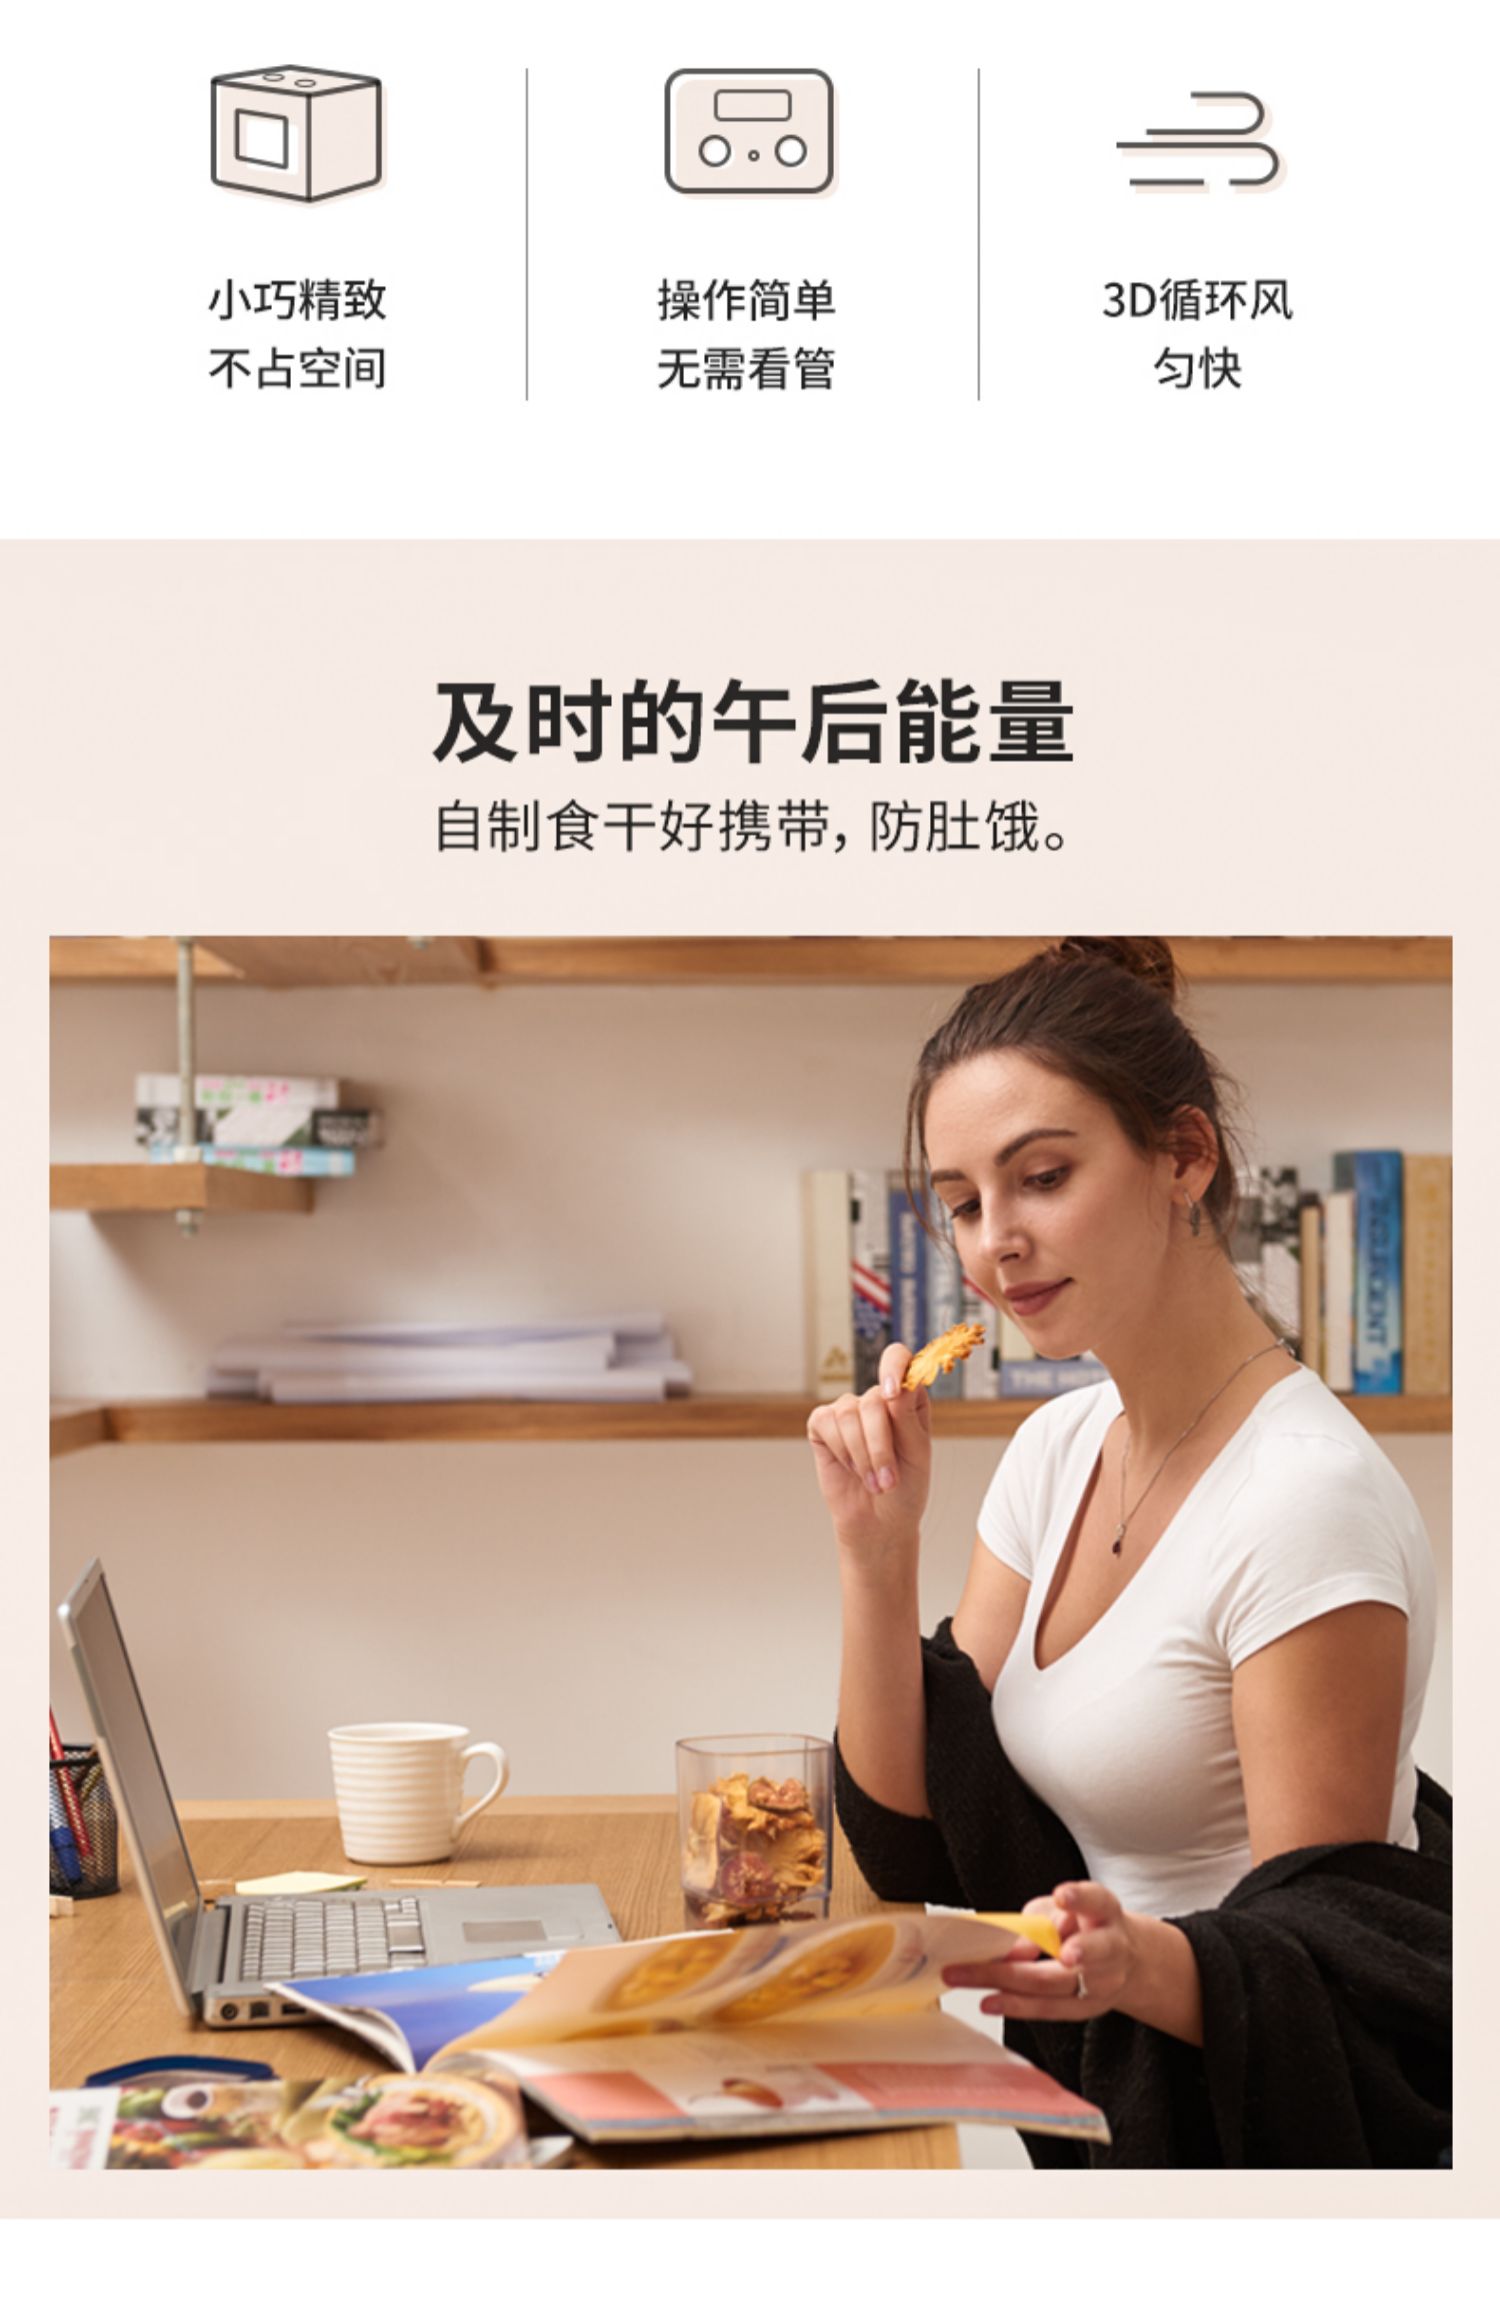 小巧精致
不占空间
操作简单
无需看管
3D循环风
匀快
及时的午后能量
自制食干好携带，防肚饿。
THE